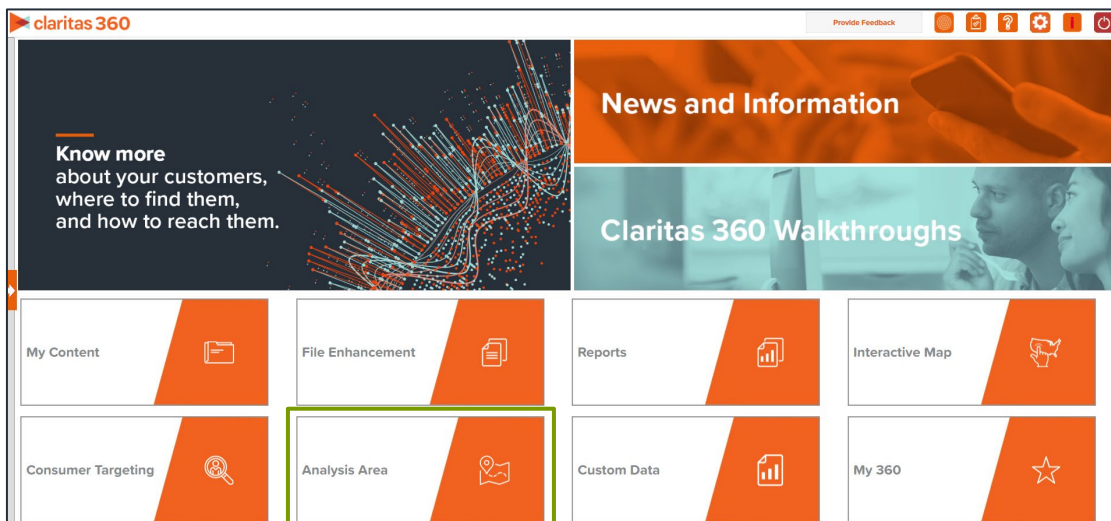 claritas 360
Provide Feedback
Know more
about your customers,
where to find them,
and how to reach them.
News and Information
Claritas 360 Walkthroughs
My Content
File Enhancement
Reports
Interactive Map
Consumer Targeting
Analysis Area
Custom Data
My 360